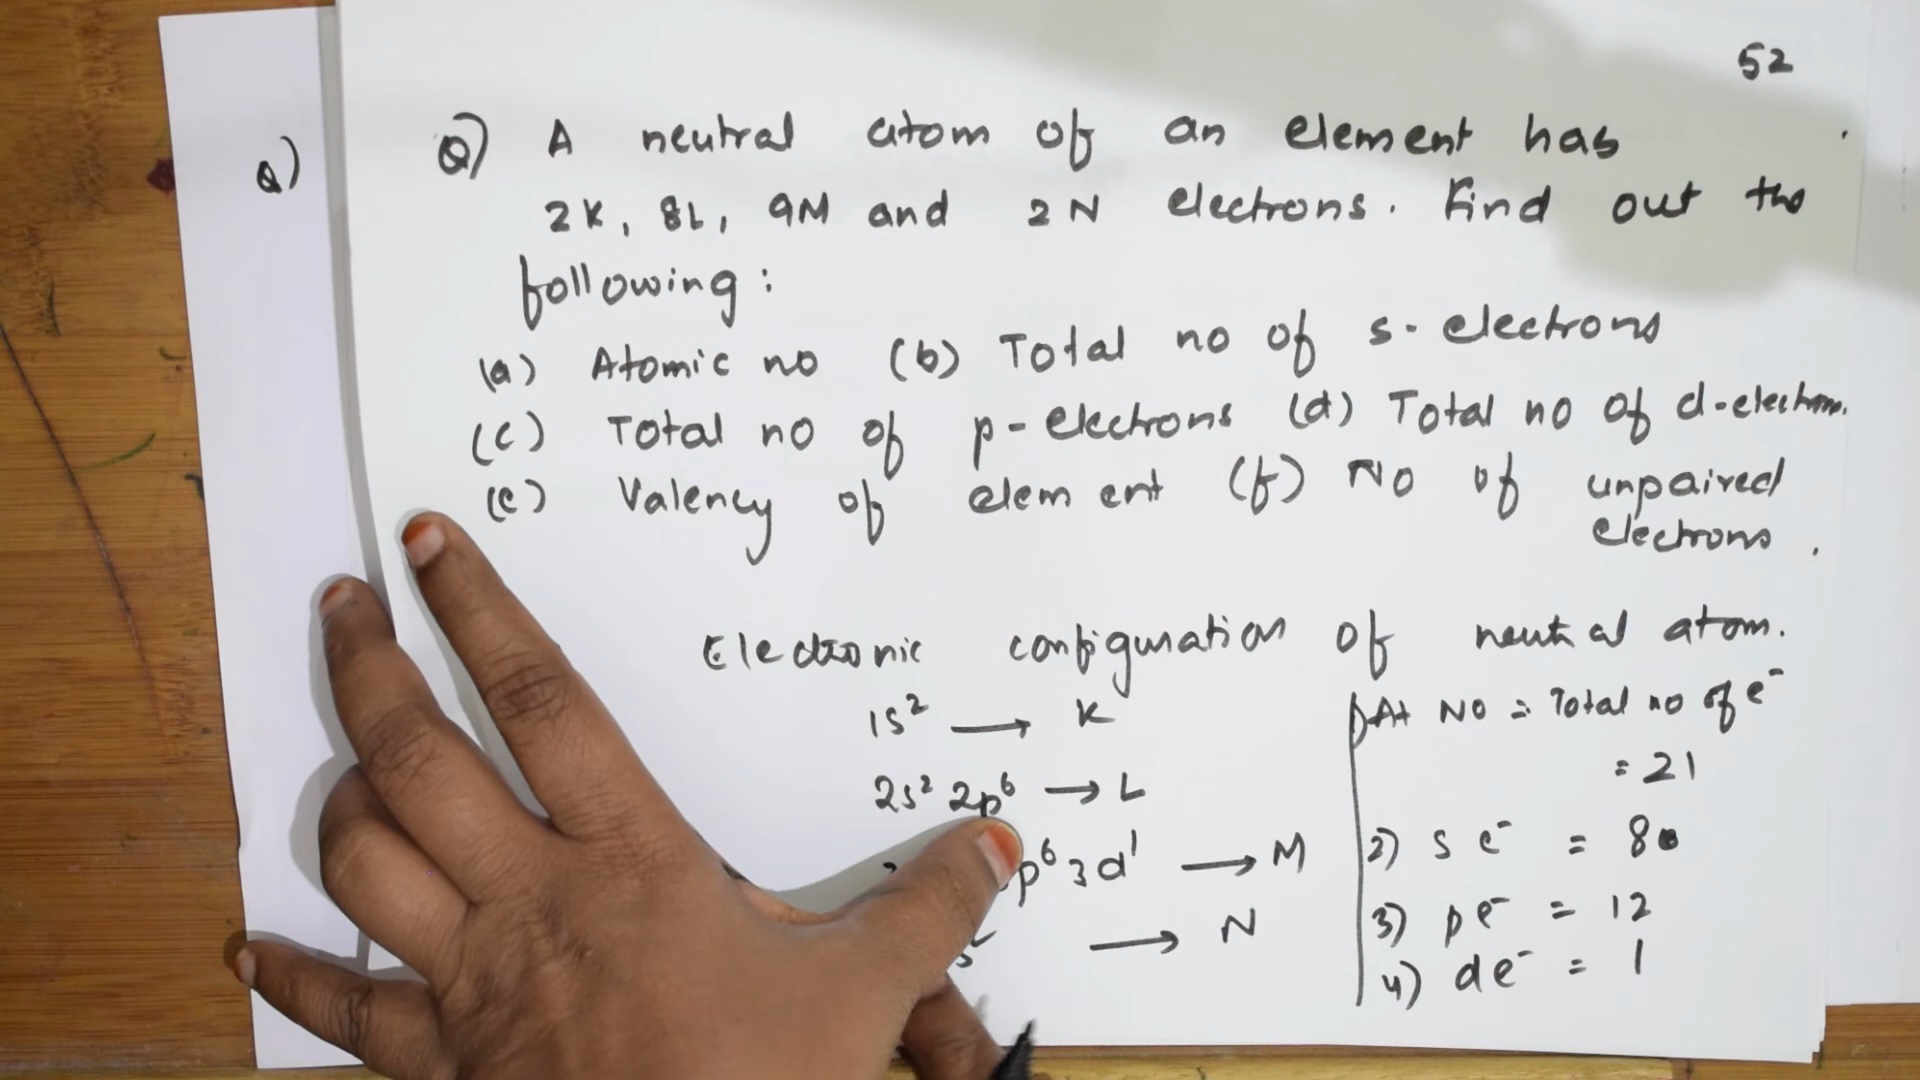 52
Q)
Q) A neutral atom of an element has
2K, 8L, 9M and 2N electrons. Find out the
following:
(a) Atomic no (b) Total no of s-electrons
(c) Total no of p-electrons (d) Total no of d-electron.
(e) Valency of element (f) No of unpaired
electrons.
Electronic configuration of neutral atom.
1s² → K
2s² 2p⁶ → L
p⁶ 3d¹ → M
→ N
1) At No = Total no of e⁻
= 21
2) s e⁻ = 8
3) p e⁻ = 12
4) d e⁻ = 1